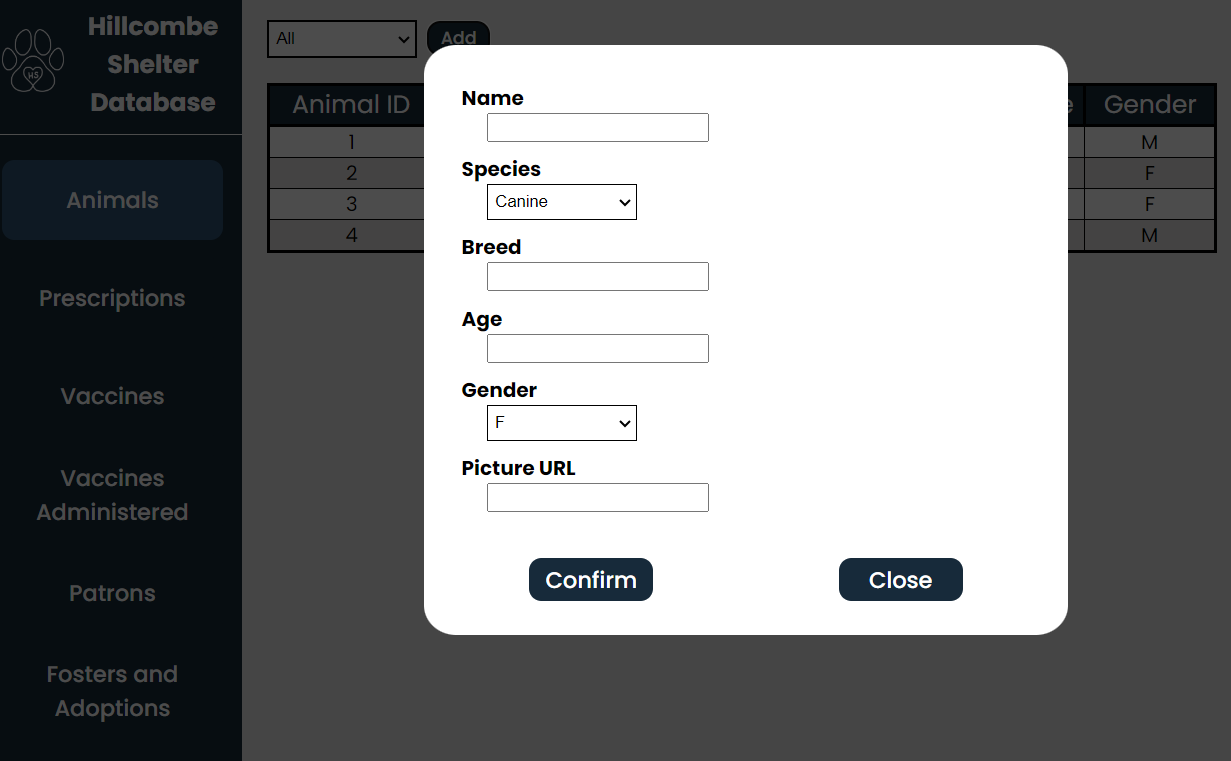 Hillcombe
Shelter
Database
HS
Animals
Prescriptions
Vaccines
Vaccines
Administered
Patrons
Fosters and
Adoptions
All
Add
Animal ID
e
Gender
1
M
2
F
3
F
4
M
Name
Species
Canine
Breed
Age
Gender
F
Picture URL
Confirm
Close